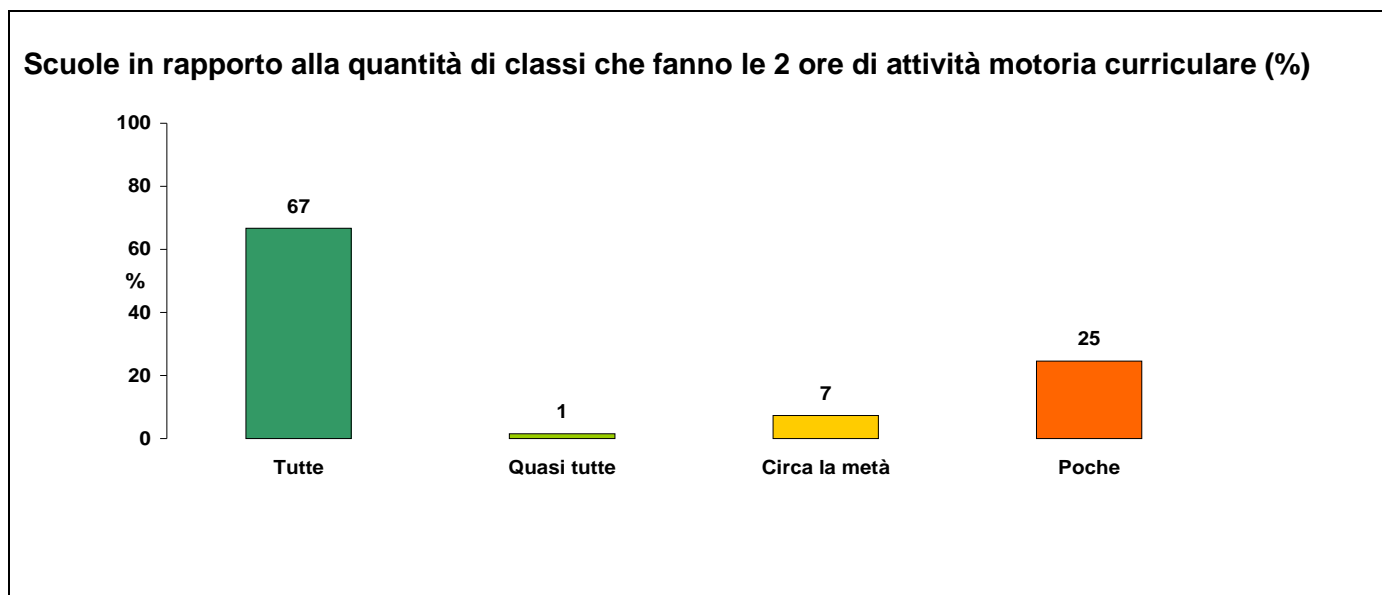 Scuole in rapporto alla quantità di classi che fanno le 2 ore di attività motoria curriculare (%)
100
80
60
%
40
20
0
67
1
7
25
Tutte
Quasi tutte
Circa la metà
Poche